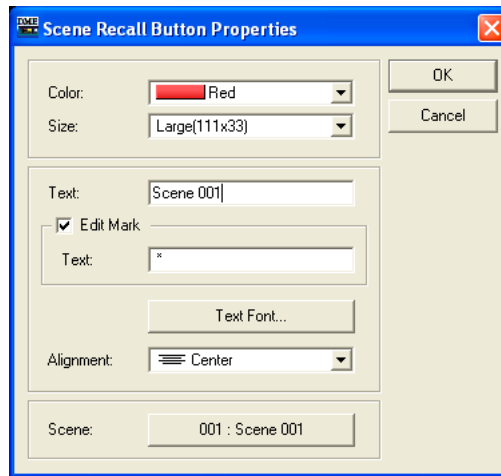 DME
Scene Recall Button Properties
Color: Red
OK
Size: Large(111x33)
Cancel
Text: Scene 001
Edit Mark
Text: *
Text Font...
Alignment: Center
Scene: 001 : Scene 001